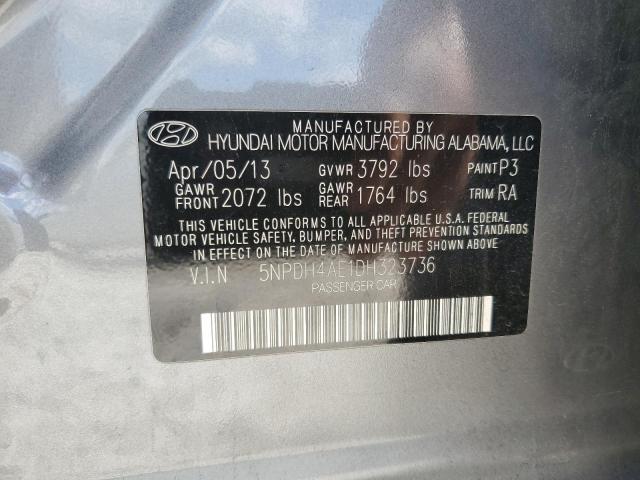 MANUFACTURED BY
HYUNDAI MOTOR MANUFACTURING ALABAMA, LLC
Apr/05/13 GVWR 3792 lbs PAINT P3
GAWR FRONT 2072 lbs GAWR REAR 1764 lbs TRIM RA
THIS VEHICLE CONFORMS TO ALL APPLICABLE U.S.A. FEDERAL
MOTOR VEHICLE SAFETY, BUMPER, AND THEFT PREVENTION STANDARDS
IN EFFECT ON THE DATE OF MANUFACTURE SHOWN ABOVE
V.I.N 5NPDH4AE1DH323736
PASSENGER CAR